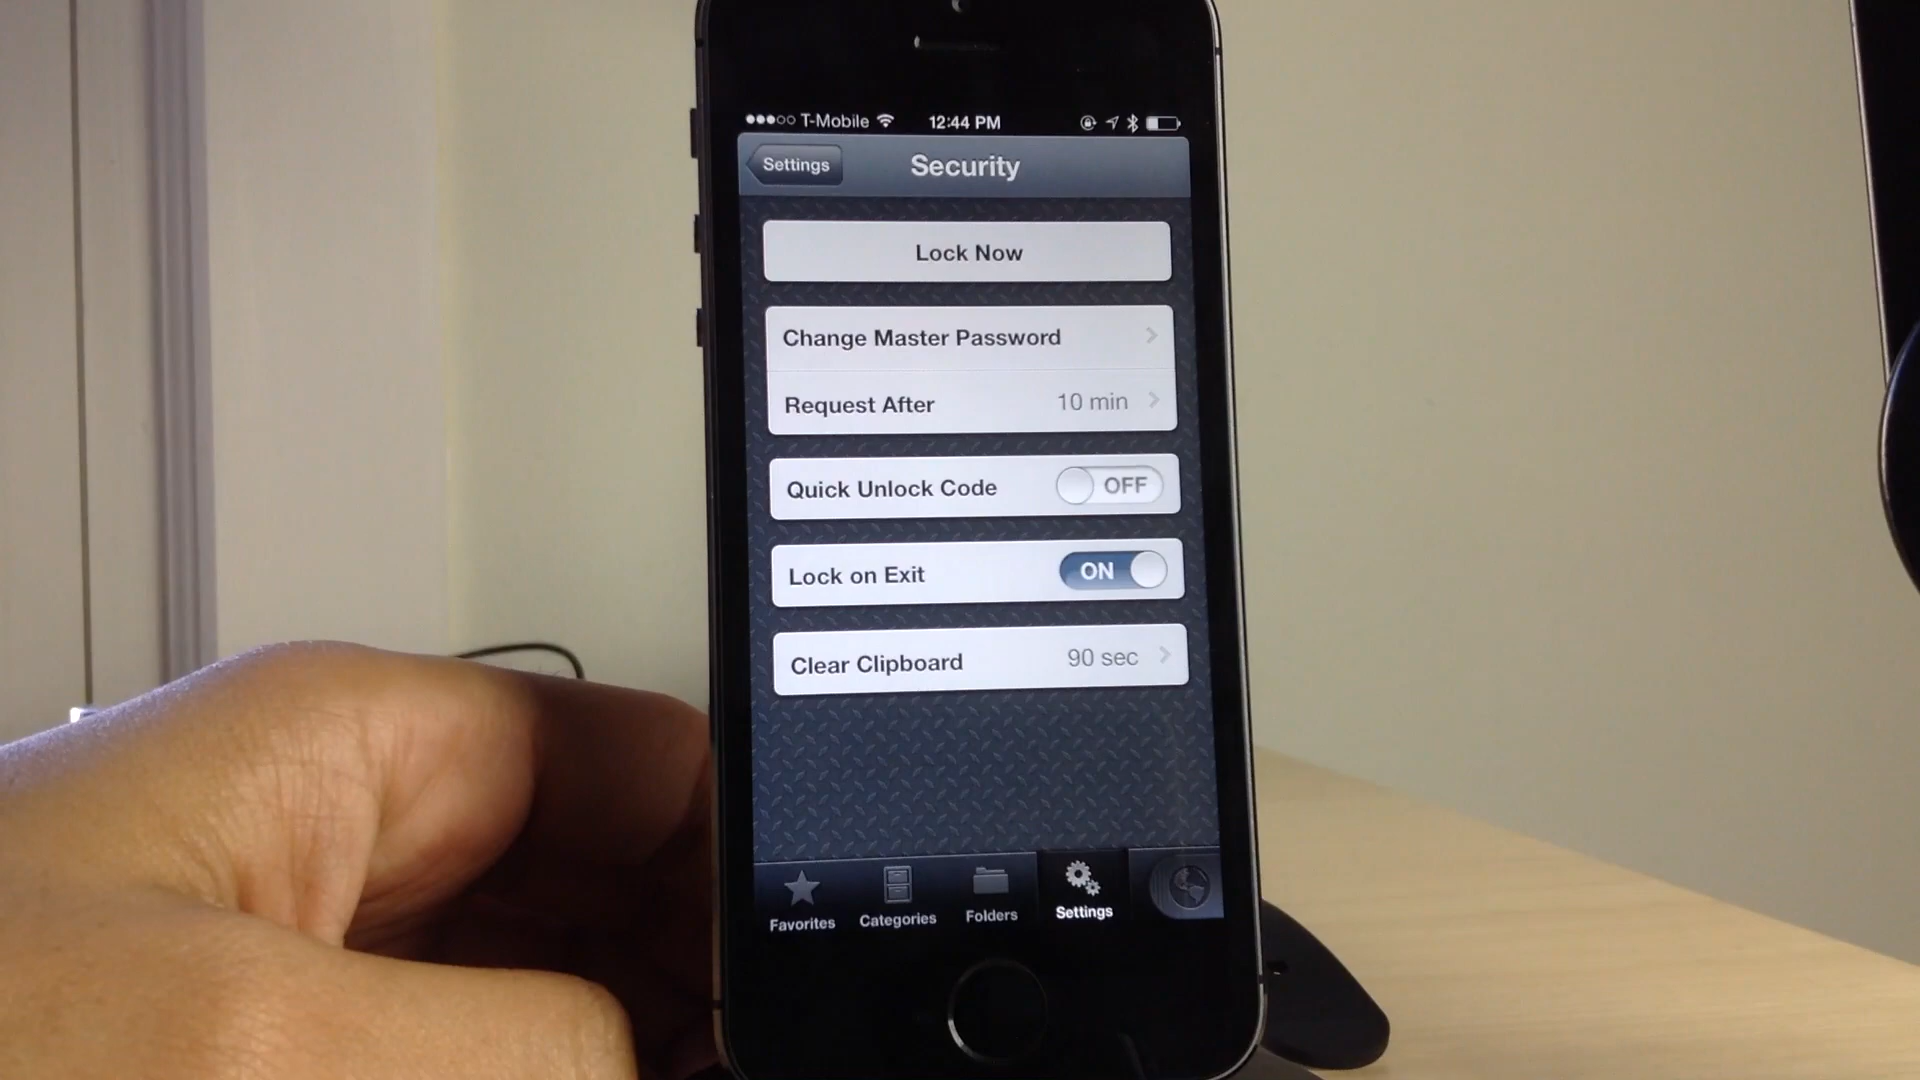 T-Mobile 12:44 PM
Settings Security
Lock Now
Change Master Password
Request After 10 min
Quick Unlock Code OFF
Lock on Exit ON
Clear Clipboard 90 sec
Favorites Categories Folders Settings